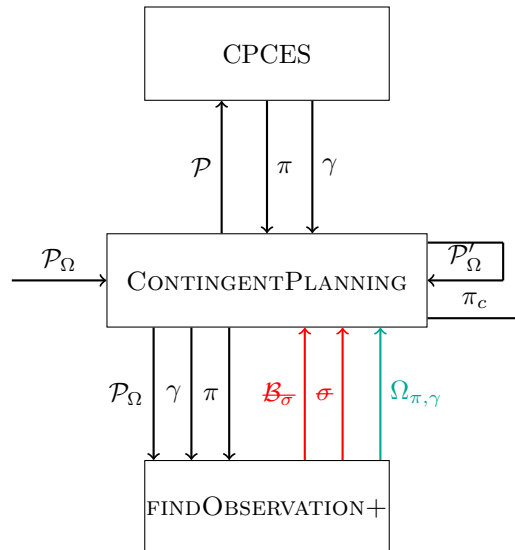 CPCES
𝒫 π γ
𝒫_Ω
𝒫′_Ω
CONTINGENTPLANNING
π_c
𝒫_Ω γ π ℬ_σ σ Ω_{π,γ}
FINDOBSERVATION+